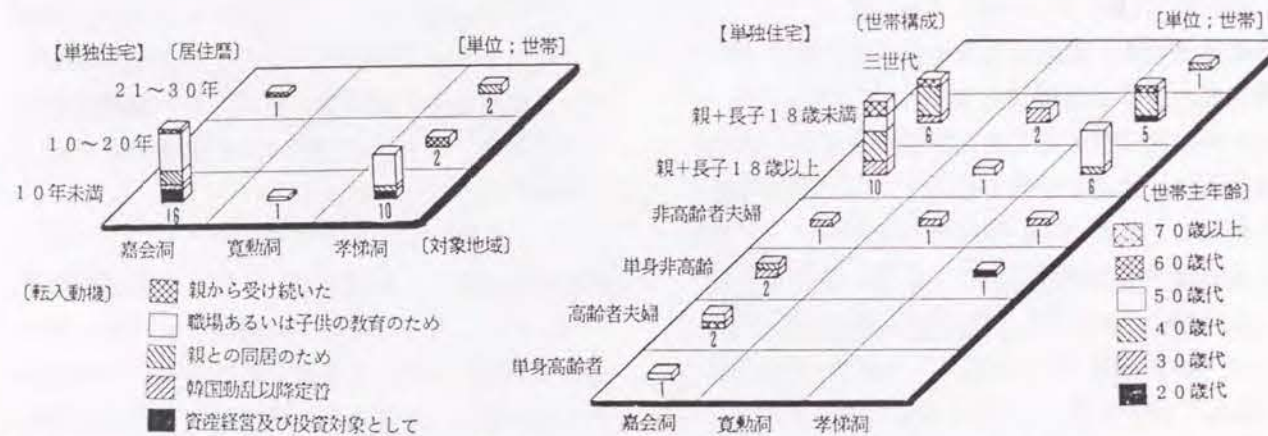 【単独住宅】〔居住暦〕 [単位；世帯]
21～30年
10～20年
10年未満
1
2
2
16
1
10
嘉会洞 寛勳洞 孝悌洞 〔対象地域〕
〔転入動機〕
親から受け続いた
職場あるいは子供の教育のため
親との同居のため
韓国動乱以降定着
資産経営及び投資対象として
【単独住宅】 〔世帯構成〕 [単位；世帯]
三世代
親+長子18歳未満
親+長子18歳以上
非高齢者夫婦
単身非高齢
高齢者夫婦
単身高齢者
1
6
2
5
10
1
6
1
1
1
2
1
2
1
嘉会洞 寛勳洞 孝悌洞
〔世帯主年齢〕
70歳以上
60歳代
50歳代
40歳代
30歳代
20歳代